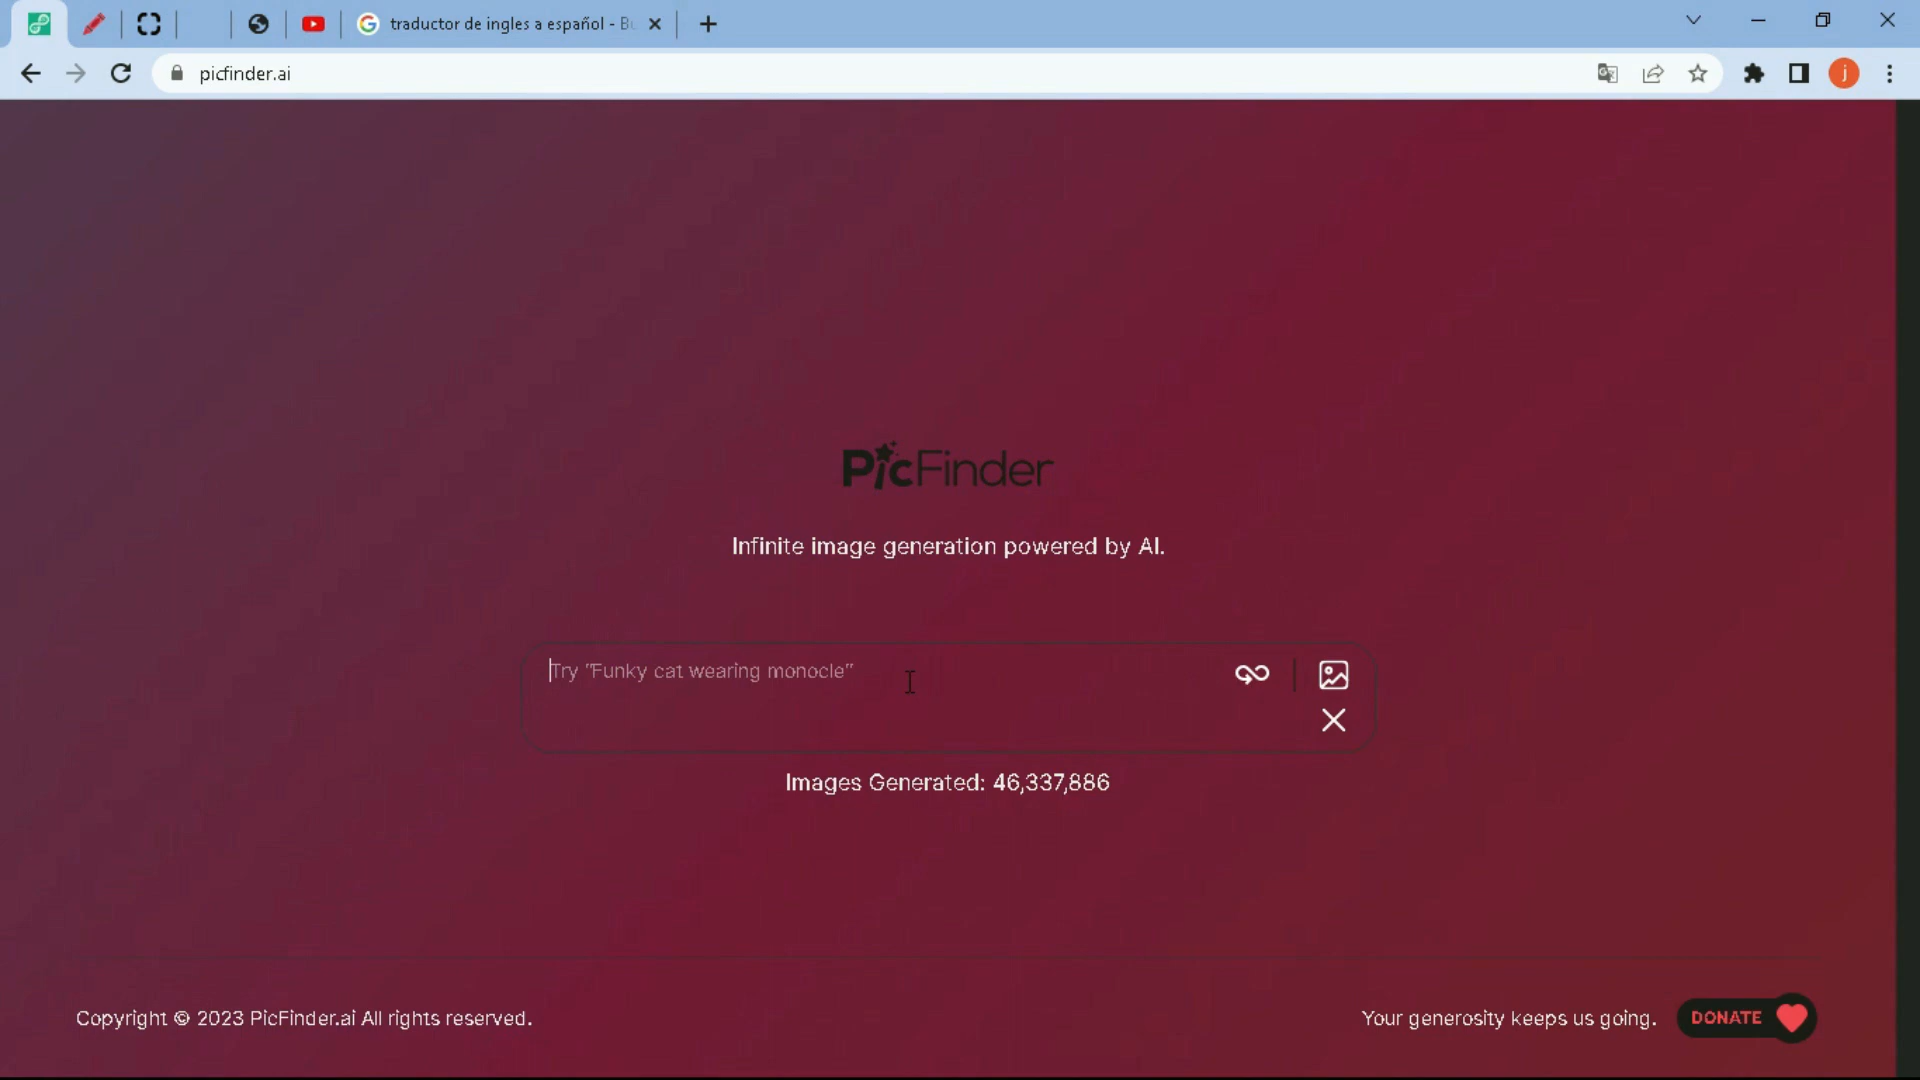 traductor de ingles a español - Bu
picfinder.ai
j
PicFinder
Infinite image generation powered by AI.
Try "Funky cat wearing monocle"
Images Generated: 46,337,886
Copyright © 2023 PicFinder.ai All rights reserved.
Your generosity keeps us going.
DONATE